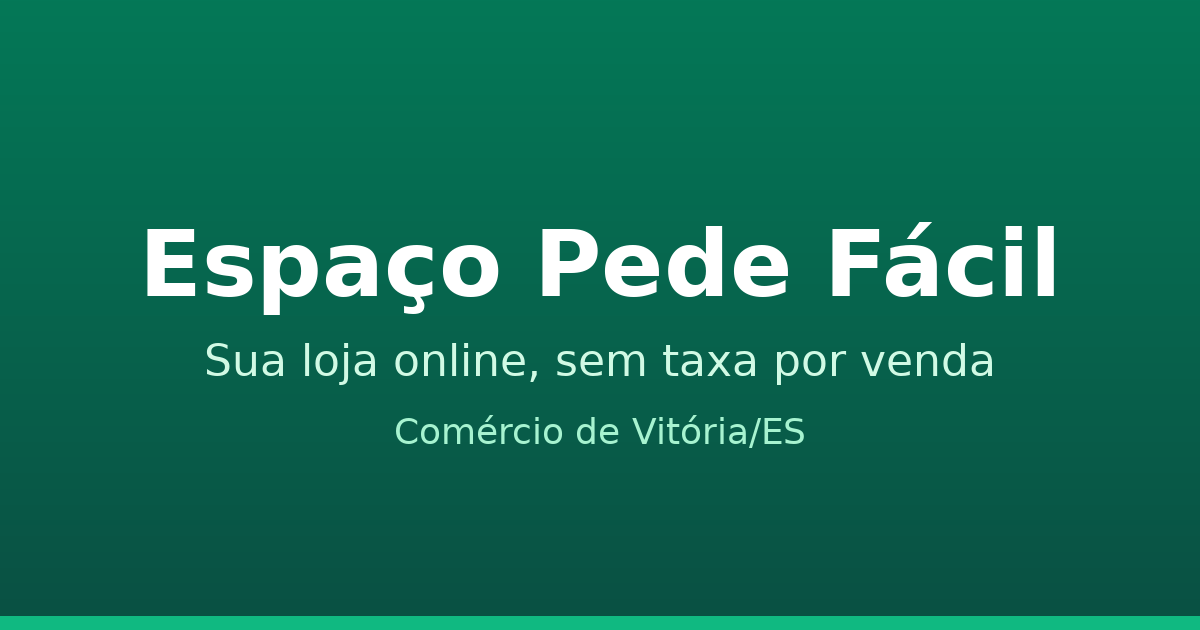 Espaço Pede Fácil
Sua loja online, sem taxa por venda
Comércio de Vitória/ES